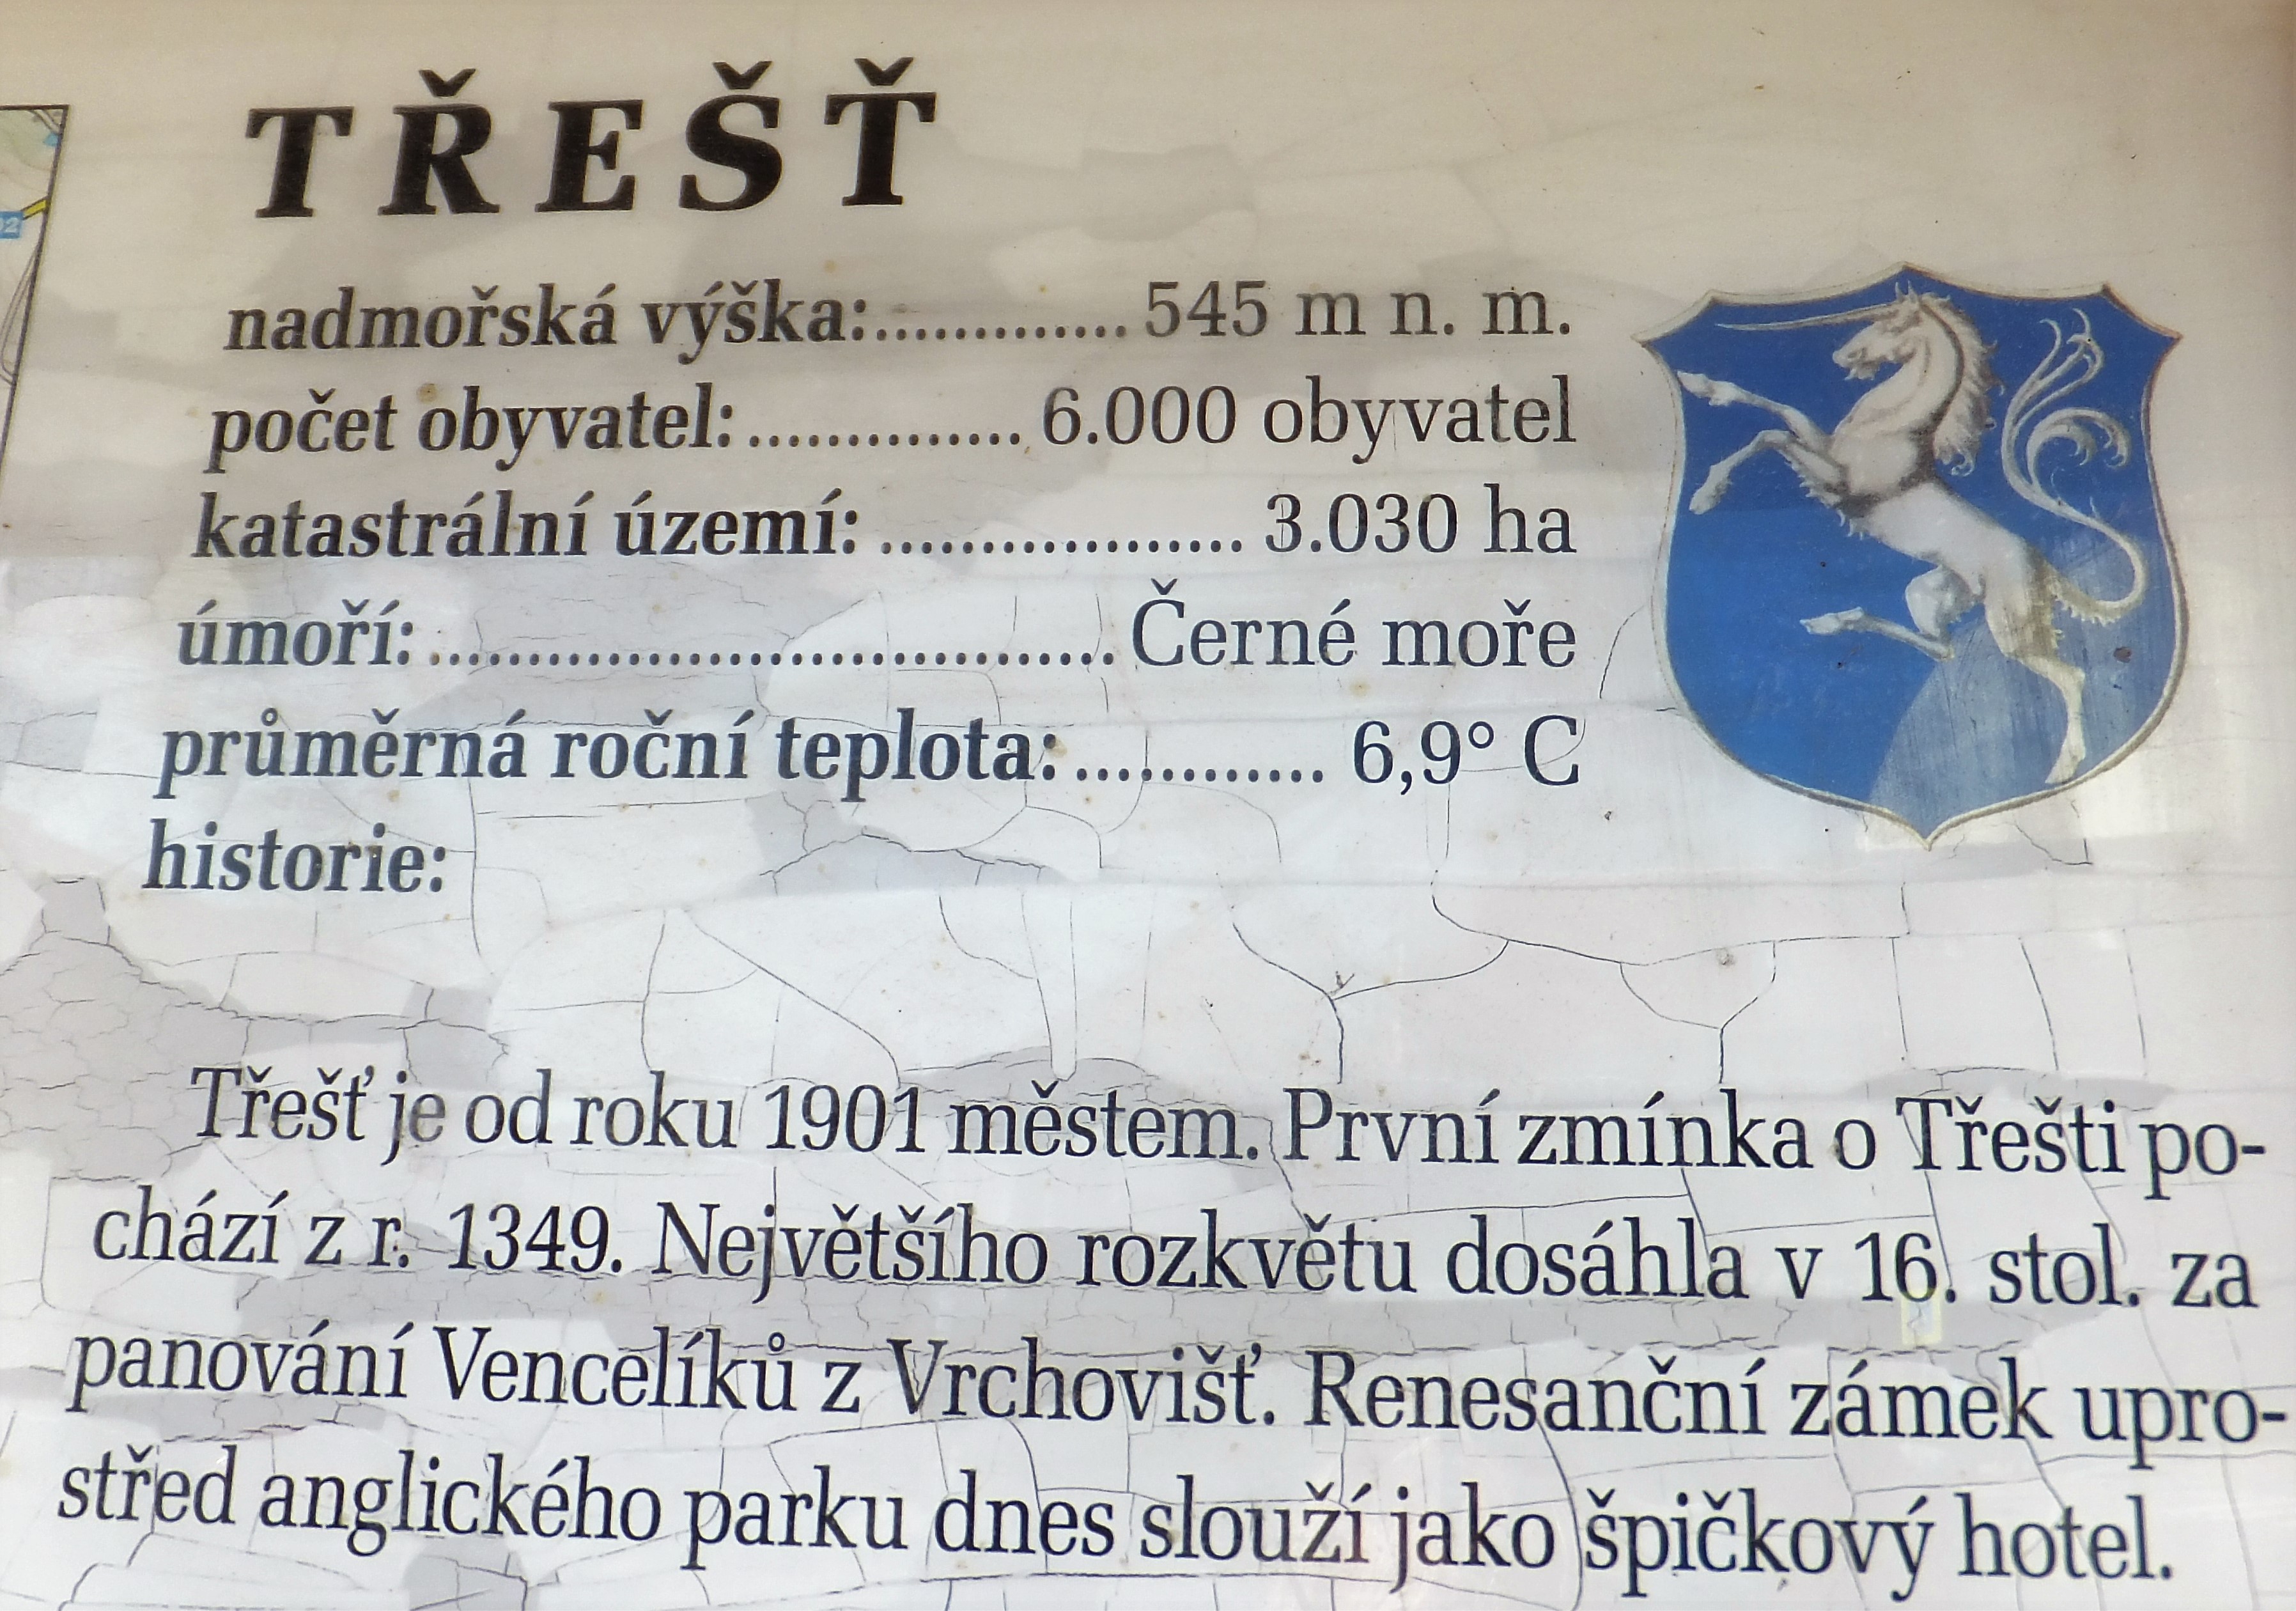 TŘEŠŤ
nadmořská výška:............. 545 m n. m.
počet obyvatel:.............. 6.000 obyvatel
katastrální území: ................... 3.030 ha
úmoří:.................................... Černé moře
průměrná roční teplota:............. 6,9° C
historie:
Třešť je od roku 1901 městem. První zmínka o Třešti po-
chází z r. 1349. Největšího rozkvětu dosáhla v 16. stol. za
panování Vencelíků z Vrchovišť. Renesanční zámek upro-
střed anglického parku dnes slouží jako špičkový hotel.